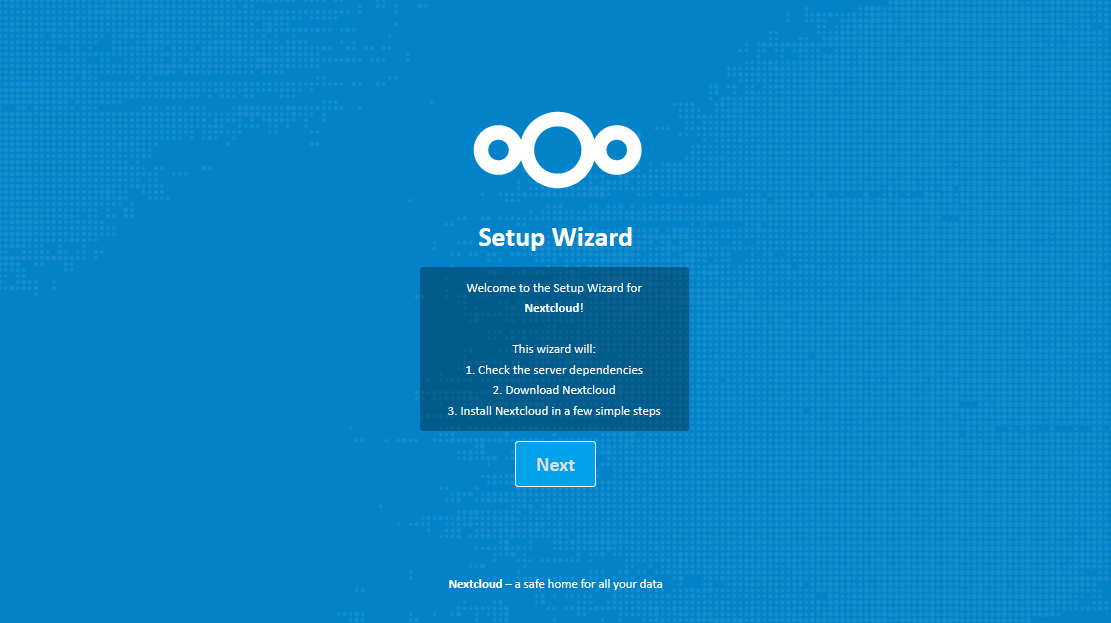 Setup Wizard
Welcome to the Setup Wizard for
Nextcloud!
This wizard will:
1. Check the server dependencies
2. Download Nextcloud
3. Install Nextcloud in a few simple steps
Next
Nextcloud – a safe home for all your data